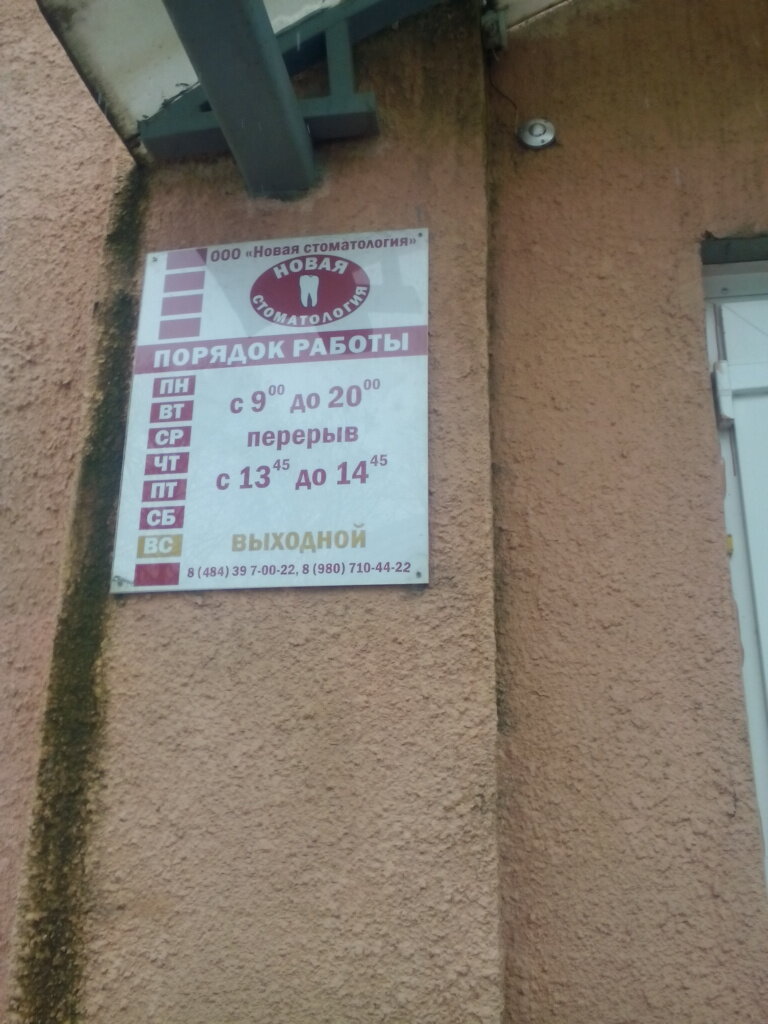 ООО «Новая стоматология»
НОВАЯ
СТОМАТОЛОГИЯ
ПОРЯДОК РАБОТЫ
ПН
ВТ
СР
ЧТ
ПТ
СБ
с 9⁰⁰ до 20⁰⁰
перерыв
с 13⁴⁵ до 14⁴⁵
ВС выходной
8 (484) 39 7-00-22, 8 (980) 710-44-22